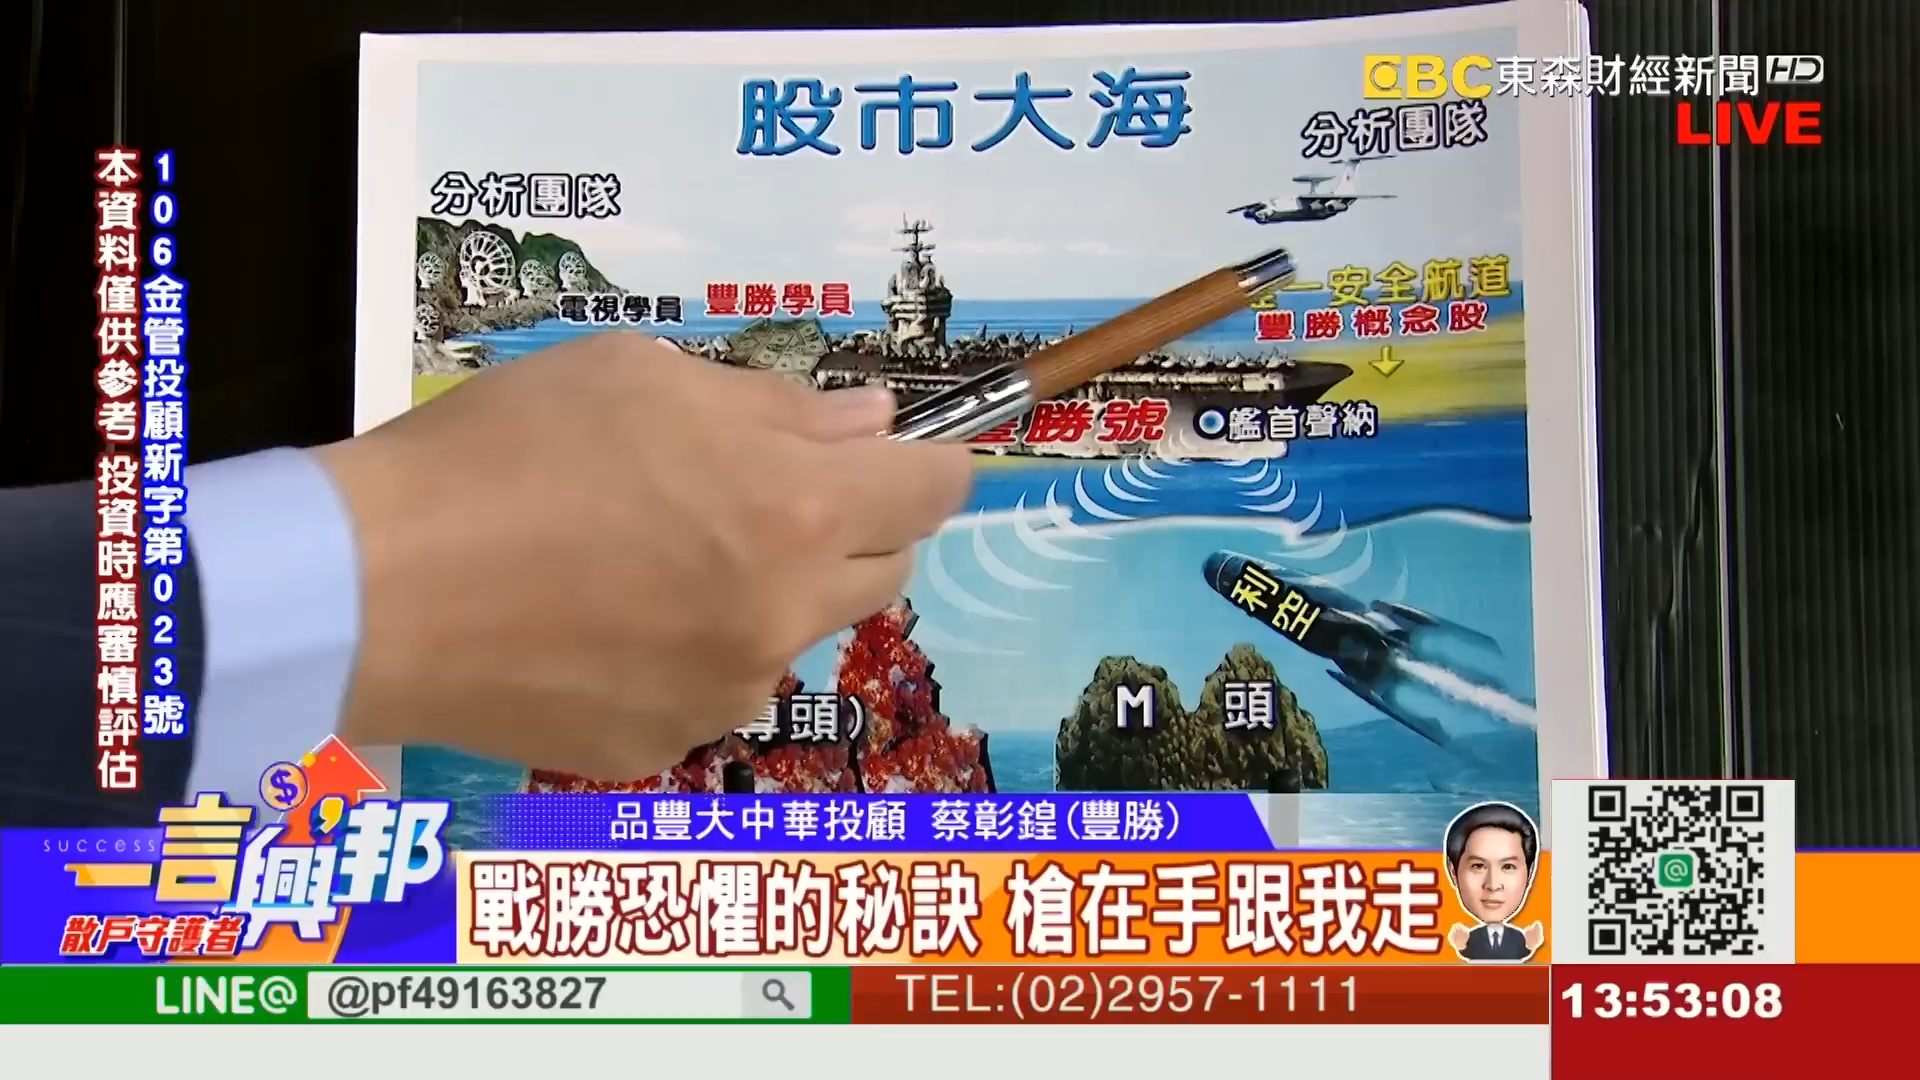 EBC東森財經新聞HD
LIVE
股市大海
分析團隊
分析團隊
電視學員
豐勝學員
一安全航道
豐勝概念股
勝號
艦首聲納
利空
專頭)
M 頭
106金管投顧新字第023號
本資料僅供參考 投資時應審慎評估
success
一言興邦
散戶守護者
品豐大中華投顧 蔡彰鍠(豐勝)
戰勝恐懼的秘訣 槍在手跟我走
LINE@ @pf49163827
TEL:(02)2957-1111
13:53:08